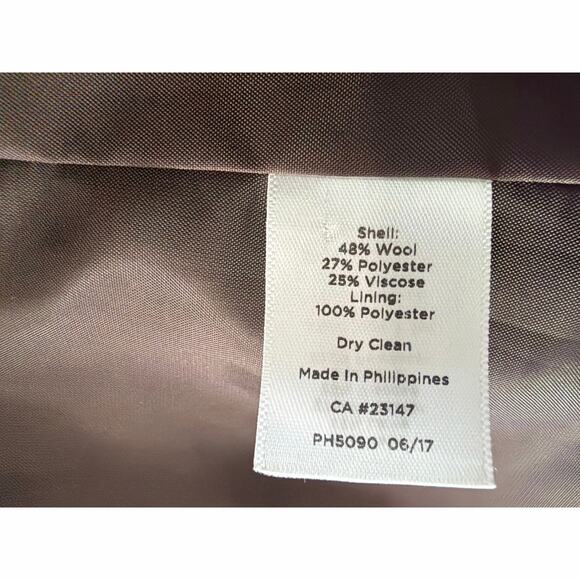 Shell:
48% Wool
27% Polyester
25% Viscose
Lining:
100% Polyester
Dry Clean
Made In Philippines
CA #23147
PH5090 06/17